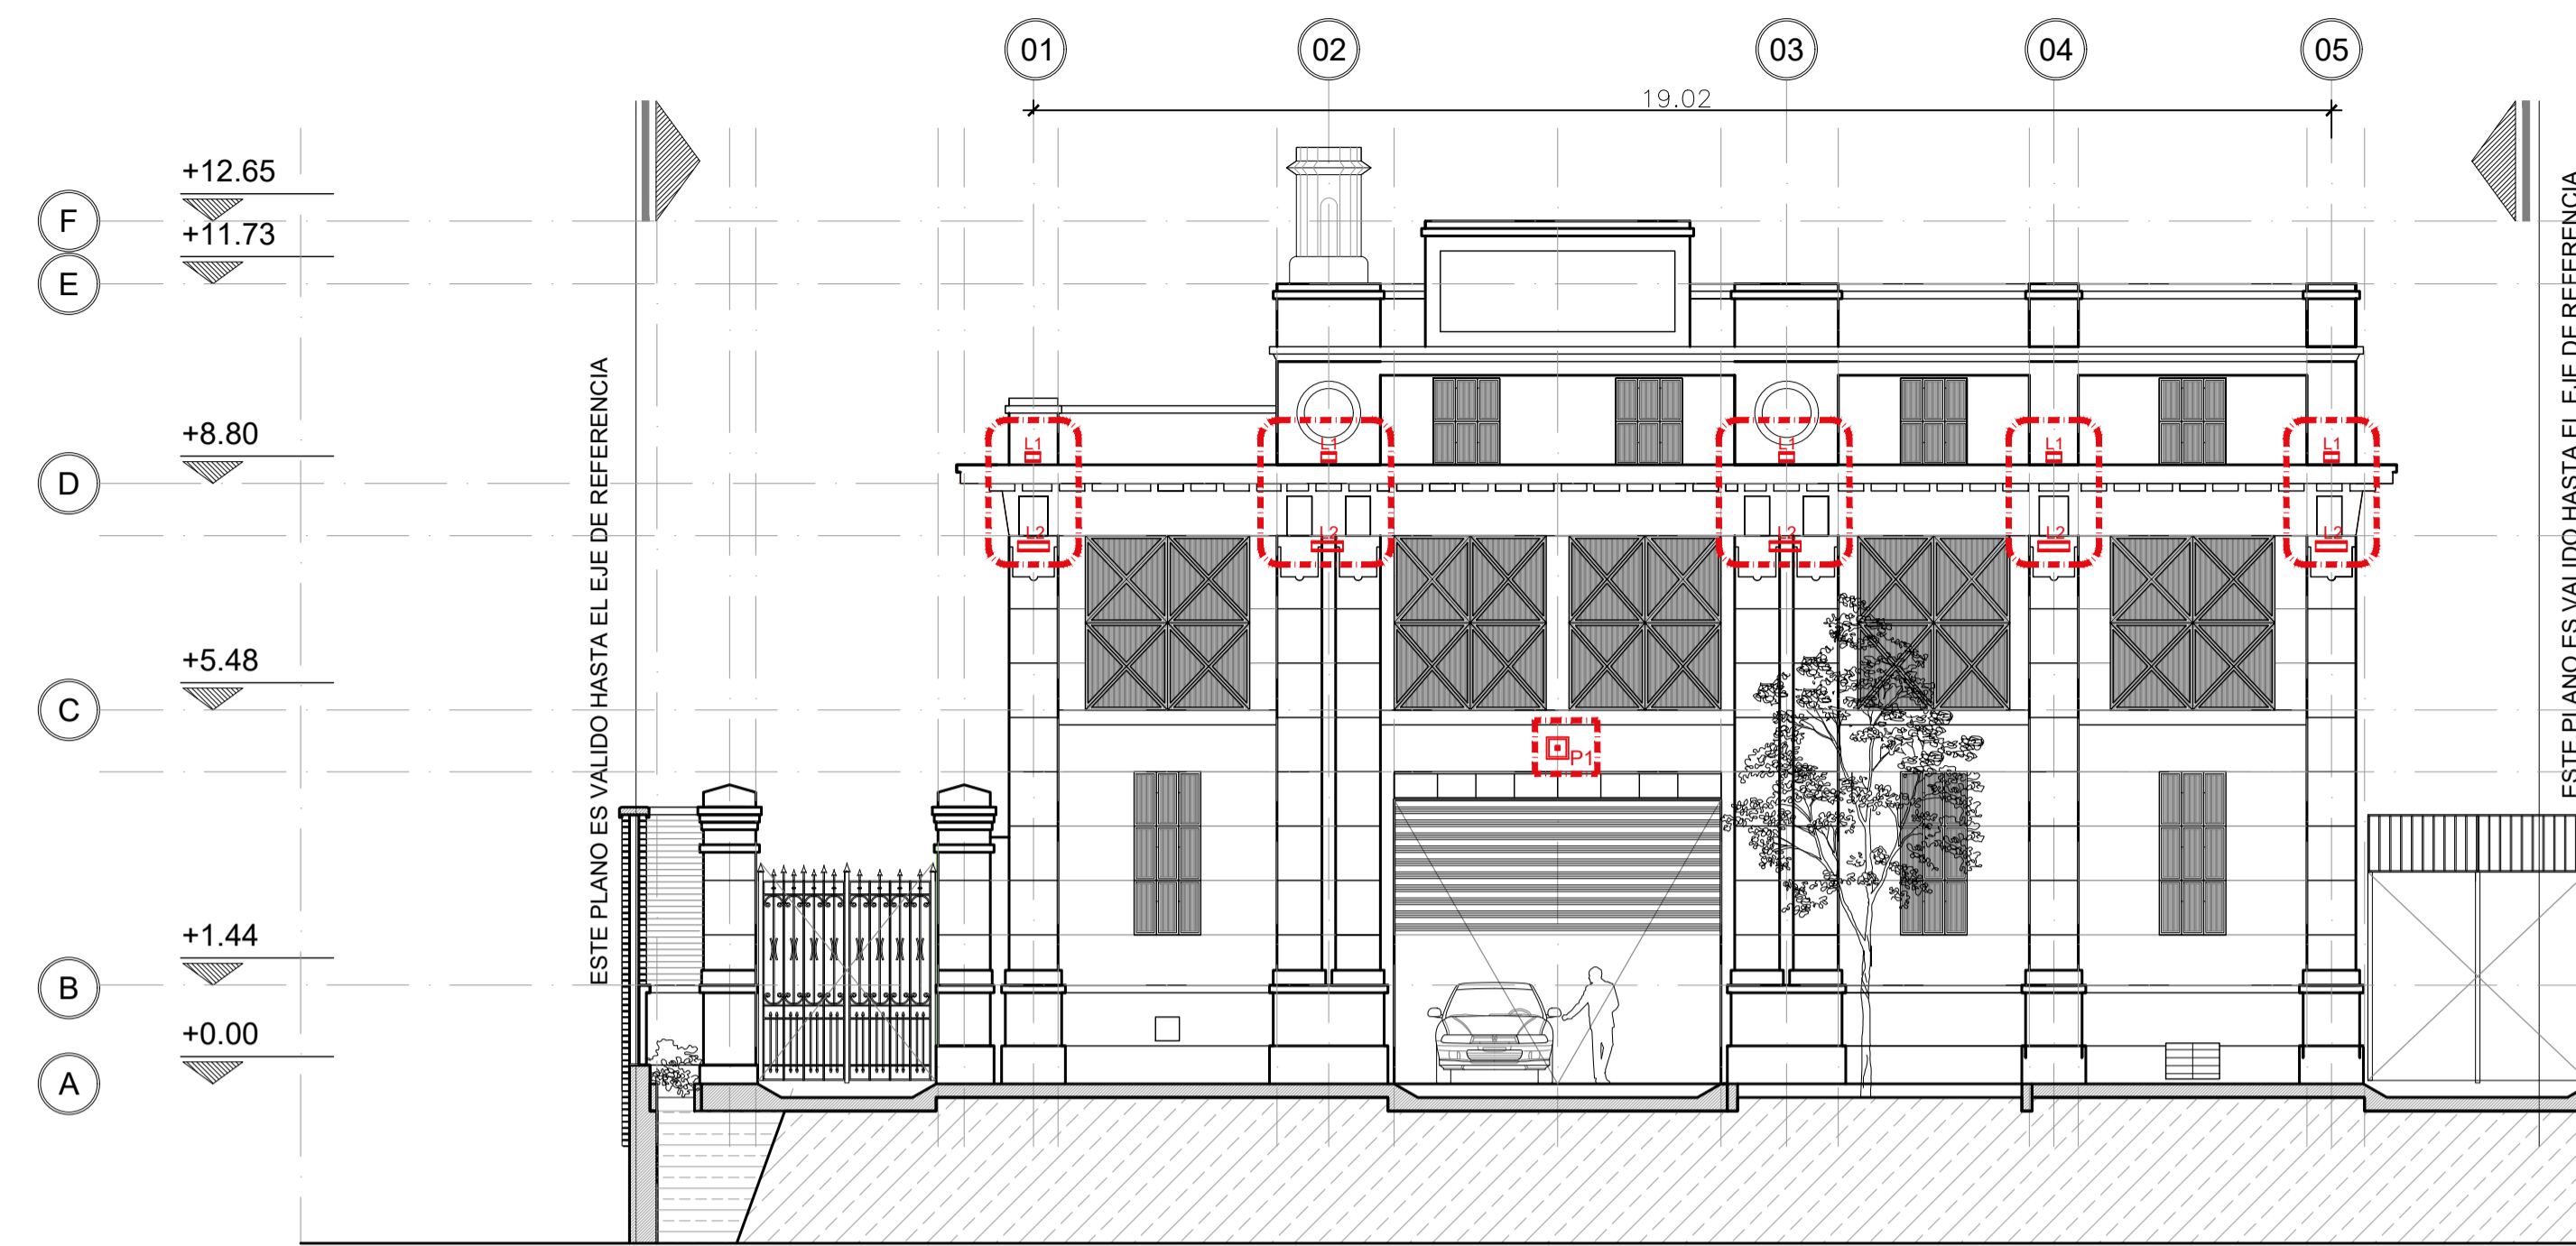 01
02
03
04
05
19.02
+12.65
F
+11.73
E
+8.80
D
+5.48
C
+1.44
B
+0.00
A
ESTE PLANO ES VALIDO HASTA EL EJE DE REFERENCIA
ESTE PLANO ES VALIDO HASTA EL EJE DE REFERENCIA
L1
L1
L1
L1
L1
L2
L2
L2
L2
L2
P1